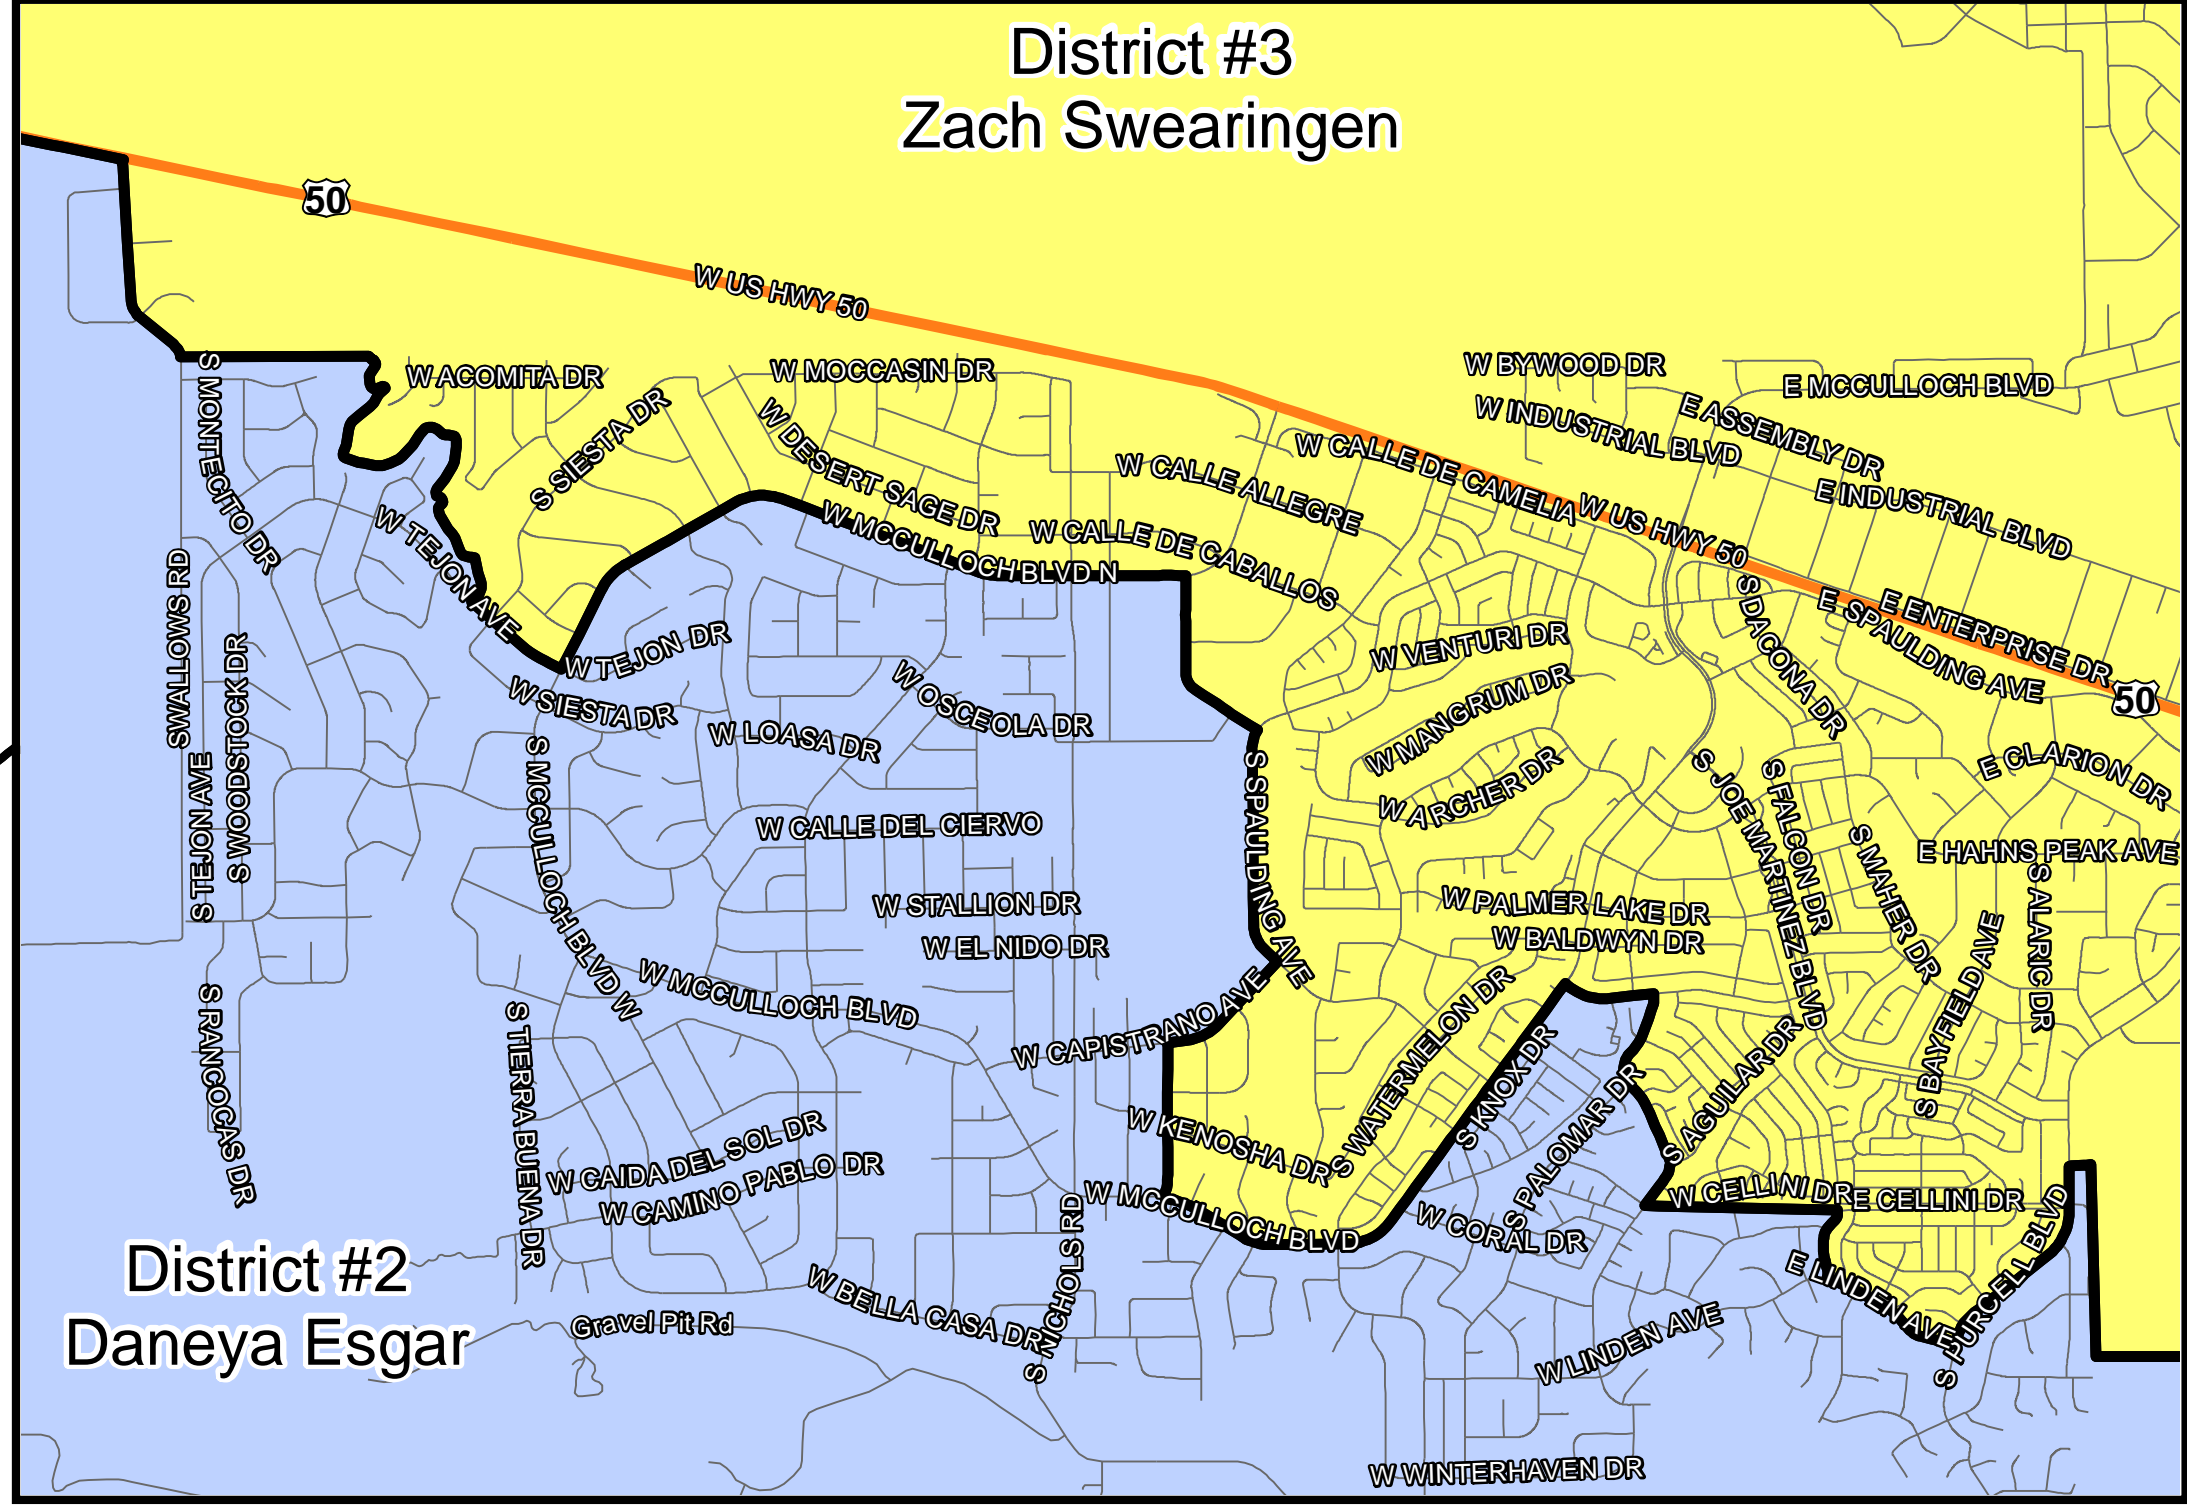 District #3
Zach Swearingen
50
W US HWY 50
W ACOMITA DR
W MOCCASIN DR
W BYWOOD DR
E MCCULLOCH BLVD
S MONTECITO DR
S SIESTA DR
W DESERT SAGE DR
W INDUSTRIAL BLVD
E ASSEMBLY DR
W CALLE ALLEGRE
W CALLE DE CAMELIA
W US HWY 50
E INDUSTRIAL BLVD
W TEJON AVE
W MCCULLOCH BLVD N
W CALLE DE CABALLOS
SWALLOWS RD
S DACONA DR
E SPAULDING AVE
E ENTERPRISE DR
50
S WOODSTOCK DR
W TEJON DR
W VENTURI DR
W SIESTA DR
W OSCEOLA DR
W MANGRUM DR
W LOASA DR
S TEJON AVE
S MCCULLOCH BLVD W
S SPAULDING AVE
W ARCHER DR
S JOE MARTINEZ BLVD
S FALCON DR
E CLARION DR
W CALLE DEL CIERVO
S MAHER DR
E HAHNS PEAK AVE
W STALLION DR
W PALMER LAKE DR
S ALARIC DR
W EL NIDO DR
W BALDWYN DR
S BAYFIELD AVE
W MCCULLOCH BLVD
S RANCOCAS DR
S TIERRA BUENA DR
W CAPISTRANO AVE
S WATERMELON DR
S KNOX DR
S AGUILAR DR
S PALOMAR DR
W KENOSHA DR
W CAIDA DEL SOL DR
W CAMINO PABLO DR
W MCCULLOCH BLVD
W CELLINI DR
E CELLINI DR
W CORAL DR
S NICHOLS RD
S PURCELL BLVD
E LINDEN AVE
District #2
Daneya Esgar
W BELLA CASA DR
Gravel Pit Rd
W LINDEN AVE
W WINTERHAVEN DR